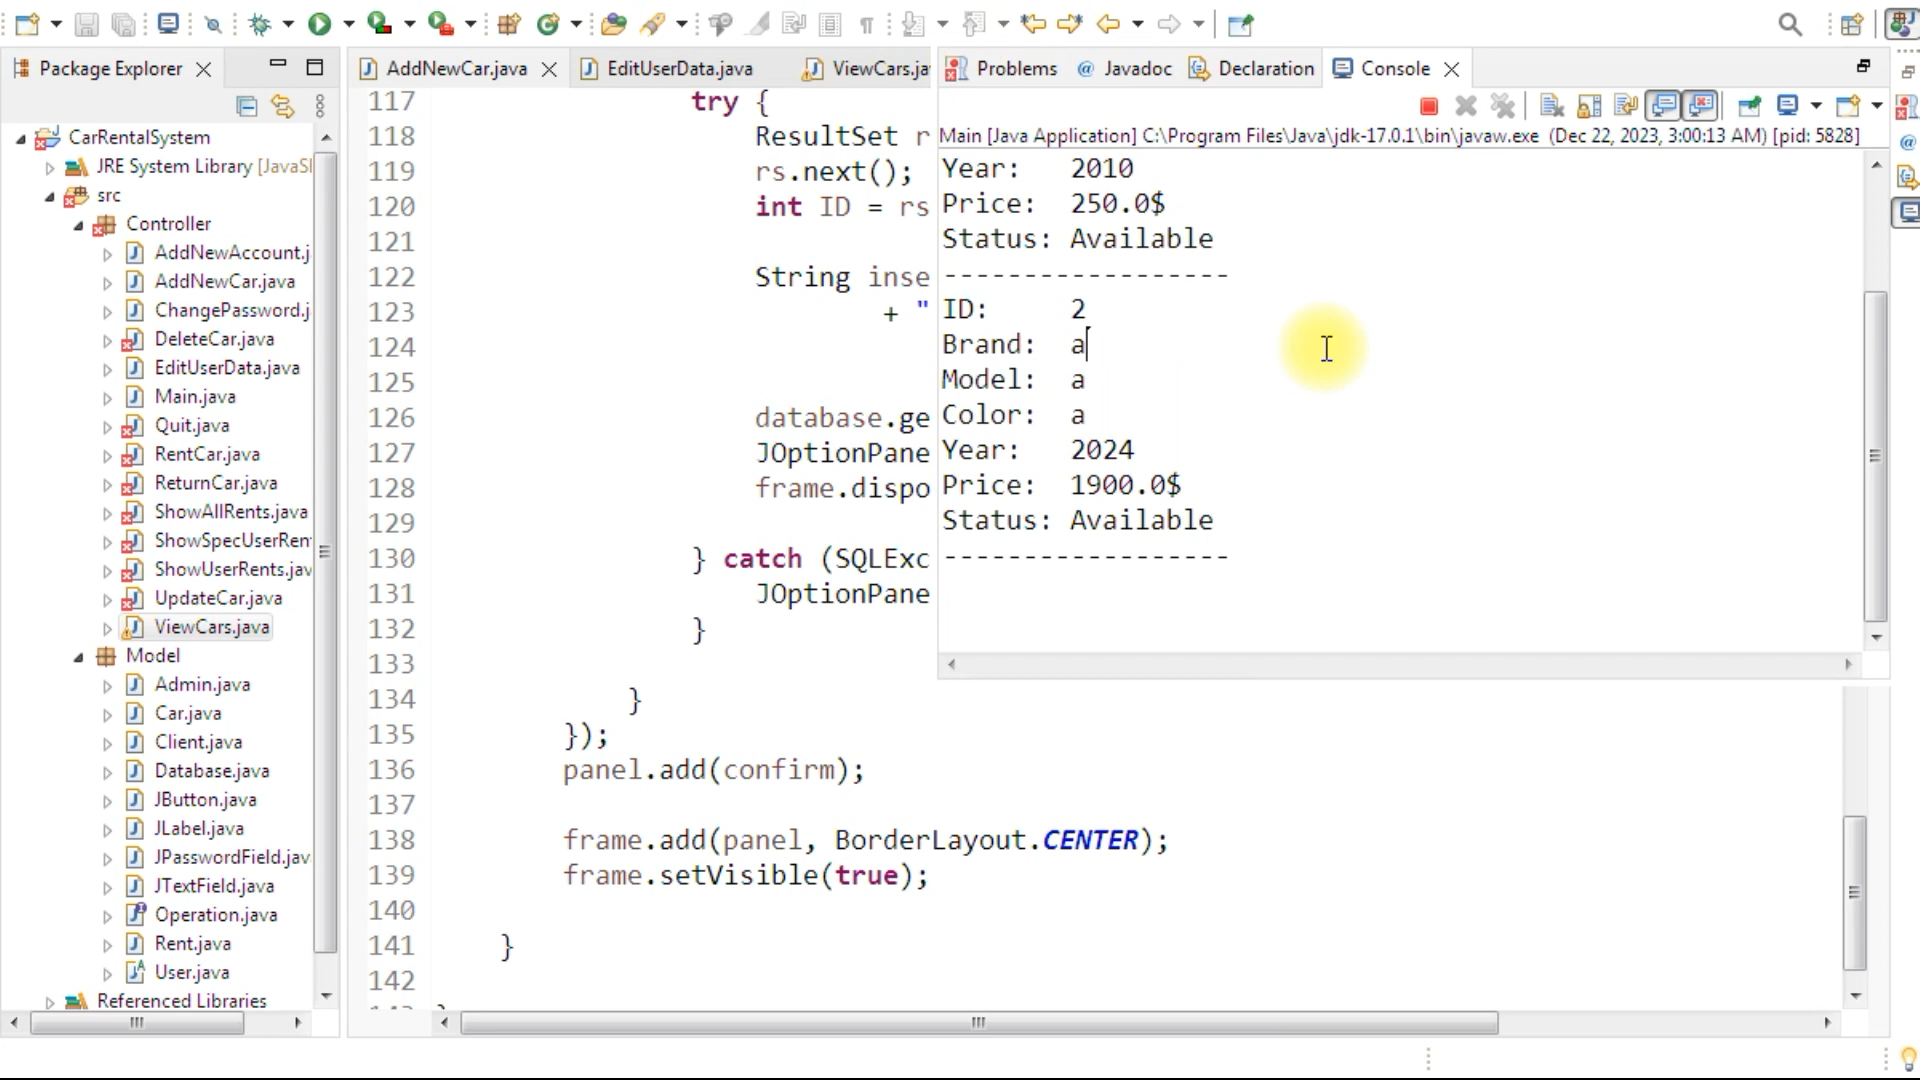 Package Explorer
CarRentalSystem
JRE System Library [JavaSI
src
Controller
AddNewAccount.j
AddNewCar.java
ChangePassword.j
DeleteCar.java
EditUserData.java
Main.java
Quit.java
RentCar.java
ReturnCar.java
ShowAllRents.java
ShowSpecUserRen
ShowUserRents.jav
UpdateCar.java
ViewCars.java
Model
Admin.java
Car.java
Client.java
Database.java
JButton.java
JLabel.java
JPasswordField.jav
JTextField.java
Operation.java
Rent.java
User.java
Referenced Libraries
AddNewCar.java
EditUserData.java
ViewCars.ja
117 try {
118 ResultSet r
119 rs.next();
120 int ID = rs
121
122 String inse
123 + "
124
125
126 database.ge
127 JOptionPane
128 frame.dispo
129
130 } catch (SQLExc
131 JOptionPane
132 }
133
134 }
135 });
136 panel.add(confirm);
137
138 frame.add(panel, BorderLayout.CENTER);
139 frame.setVisible(true);
140
141 }
142
Problems
Javadoc
Declaration
Console
Main [Java Application] C:\Program Files\Java\jdk-17.0.1\bin\javaw.exe (Dec 22, 2023, 3:00:13 AM) [pid: 5828]
Year: 2010
Price: 250.0$
Status: Available
------------------
ID: 2
Brand: a
Model: a
Color: a
Year: 2024
Price: 1900.0$
Status: Available
------------------